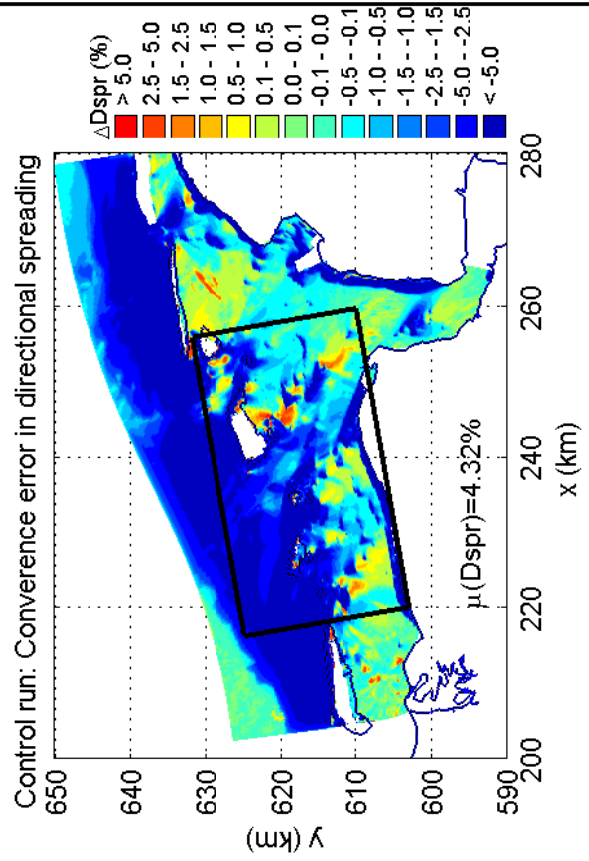 Control run: Converence error in directional spreading
△Dspr (%)
> 5.0
2.5 - 5.0
1.5 - 2.5
1.0 - 1.5
0.5 - 1.0
0.1 - 0.5
0.0 - 0.1
-0.1 - 0.0
-0.5 - -0.1
-1.0 - -0.5
-1.5 - -1.0
-2.5 - -1.5
-5.0 - -2.5
< -5.0
650
640
630
620
610
600
590
y (km)
μ(Dspr)=4.32%
200
220
240
260
280
x (km)